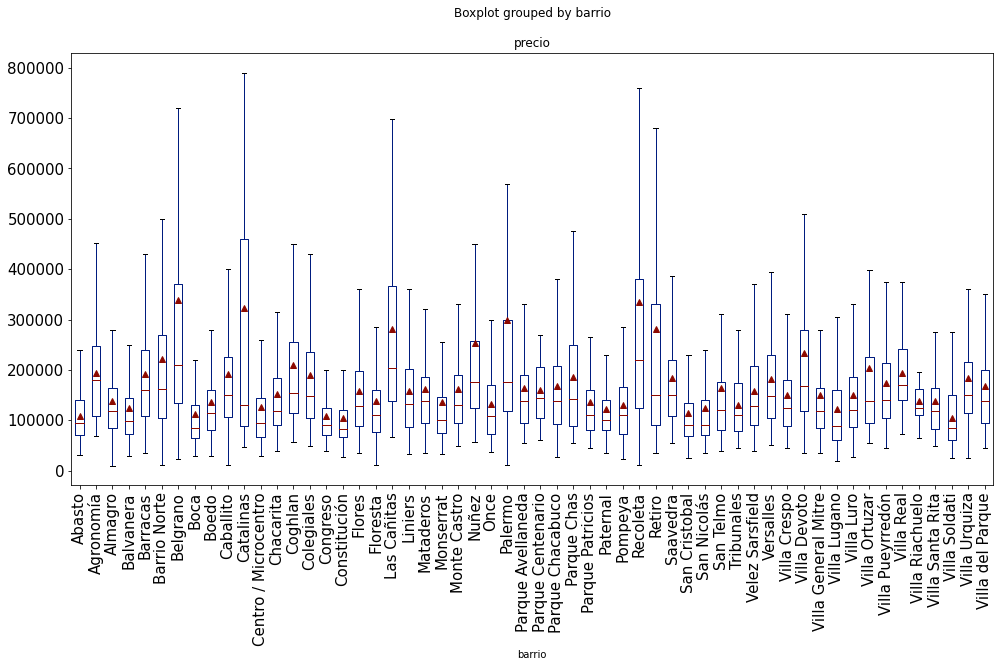 Boxplot grouped by barrio
precio
800000
700000
600000
500000
400000
300000
200000
100000
0
Abasto
Agronomía
Almagro
Balvanera
Barracas
Barrio Norte
Belgrano
Boca
Boedo
Caballito
Catalinas
Centro / Microcentro
Chacarita
Coghlan
Colegiales
Congreso
Constitución
Flores
Floresta
Las Cañitas
Liniers
Mataderos
Monserrat
Monte Castro
Nuñez
Once
Palermo
Parque Avellaneda
Parque Centenario
Parque Chacabuco
Parque Chas
Parque Patricios
Paternal
Pompeya
Recoleta
Retiro
Saavedra
San Cristobal
San Nicolás
San Telmo
Tribunales
Velez Sarsfield
Versalles
Villa Crespo
Villa Devoto
Villa General Mitre
Villa Lugano
Villa Luro
Villa Ortuzar
Villa Pueyrredón
Villa Real
Villa Riachuelo
Villa Santa Rita
Villa Soldati
Villa Urquiza
Villa del Parque
barrio